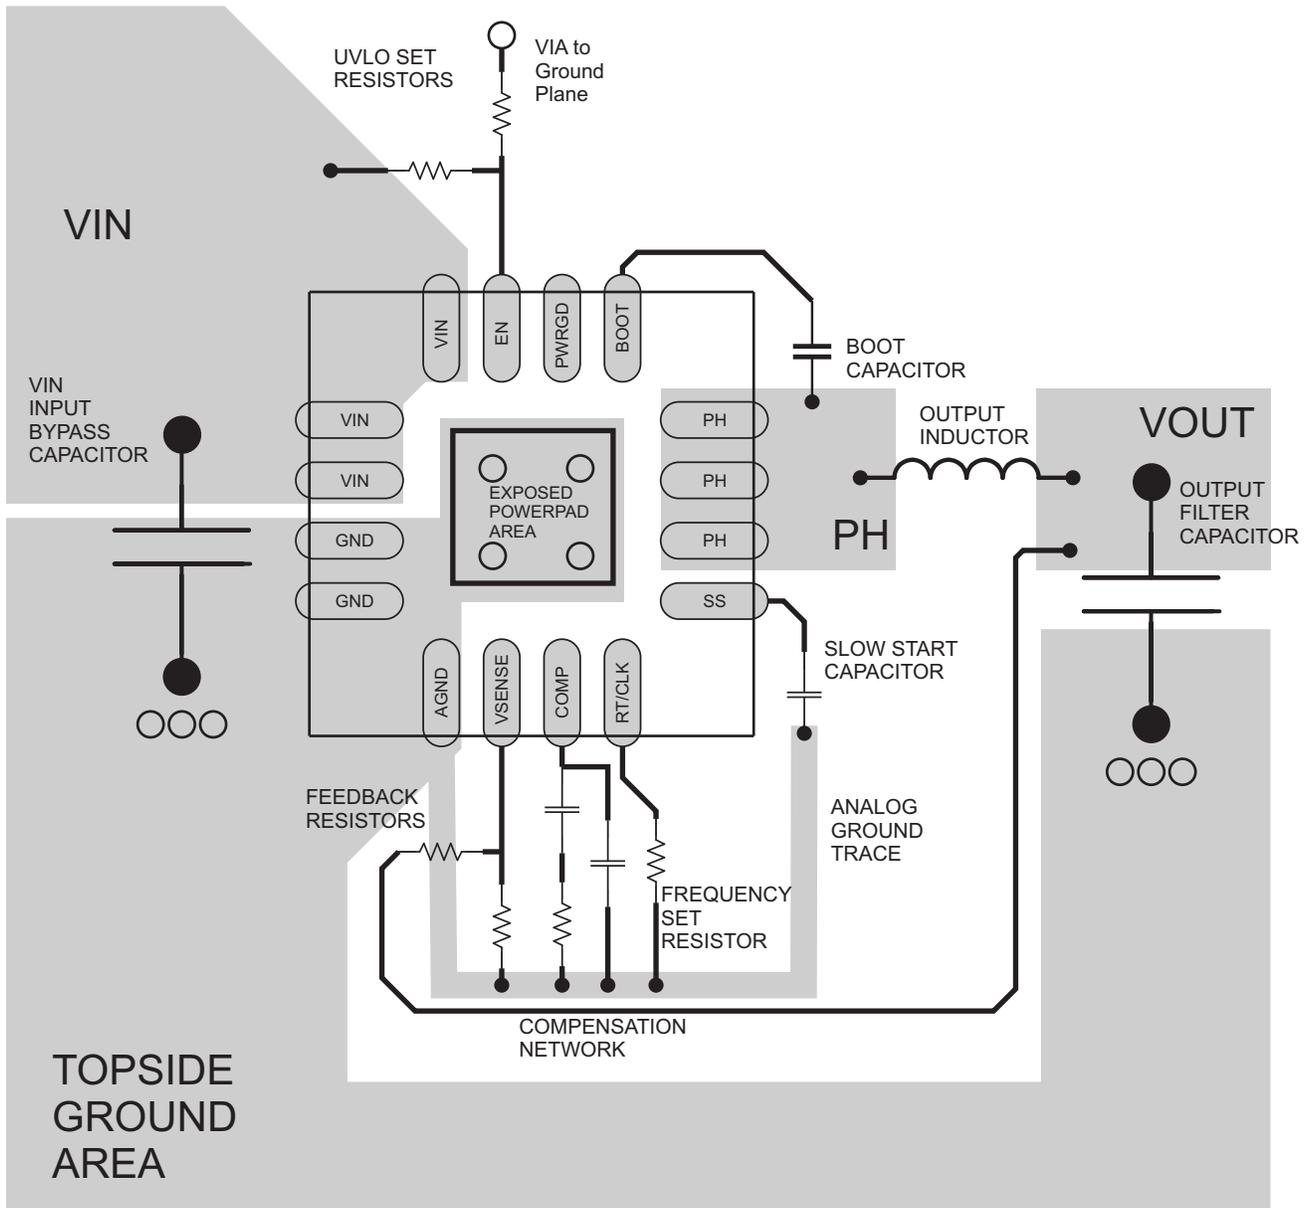 UVLO SET
RESISTORS
VIA to
Ground
Plane
VIN
VIN
EN
PWRGD
BOOT
BOOT
CAPACITOR
VIN
INPUT
BYPASS
CAPACITOR
VIN
VIN
GND
GND
EXPOSED
POWERPAD
AREA
PH
PH
PH
SS
PH
OUTPUT
INDUCTOR
VOUT
OUTPUT
FILTER
CAPACITOR
SLOW START
CAPACITOR
AGND
VSENSE
COMP
RT/CLK
FEEDBACK
RESISTORS
ANALOG
GROUND
TRACE
FREQUENCY
SET
RESISTOR
COMPENSATION
NETWORK
TOPSIDE
GROUND
AREA